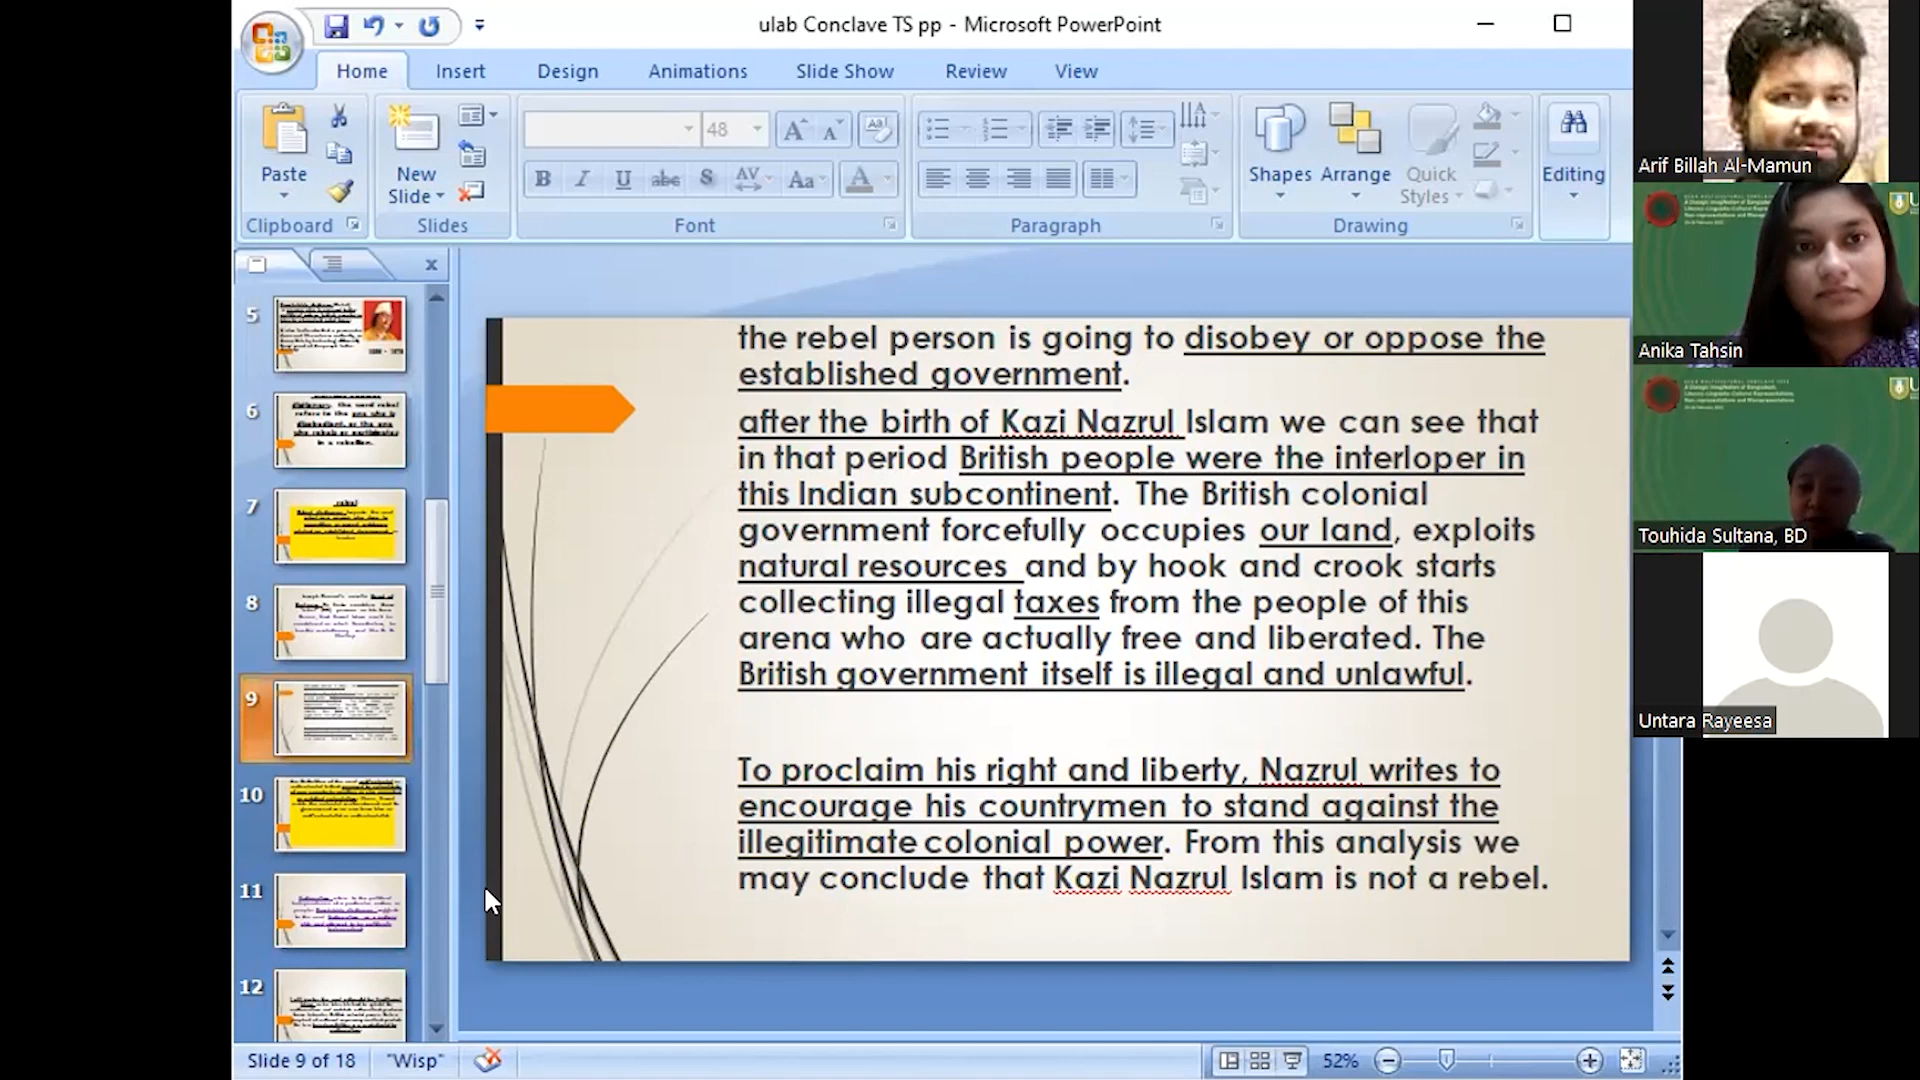 ulab Conclave TS pp - Microsoft PowerPoint
Home Insert Design Animations Slide Show Review View
48
Paste
New
Slide
Shapes Arrange Quick
Styles
Editing
Clipboard Slides Font Paragraph Drawing
5
6
7
8
9
10
11
12
the rebel person is going to disobey or oppose the
established government.
after the birth of Kazi Nazrul Islam we can see that
in that period British people were the interloper in
this Indian subcontinent. The British colonial
government forcefully occupies our land, exploits
natural resources and by hook and crook starts
collecting illegal taxes from the people of this
arena who are actually free and liberated. The
British government itself is illegal and unlawful.
To proclaim his right and liberty, Nazrul writes to
encourage his countrymen to stand against the
illegitimate colonial power. From this analysis we
may conclude that Kazi Nazrul Islam is not a rebel.
Slide 9 of 18 "Wisp" 52%
Arif Billah Al-Mamun
Anika Tahsin
Touhida Sultana, BD
Untara Rayeesa